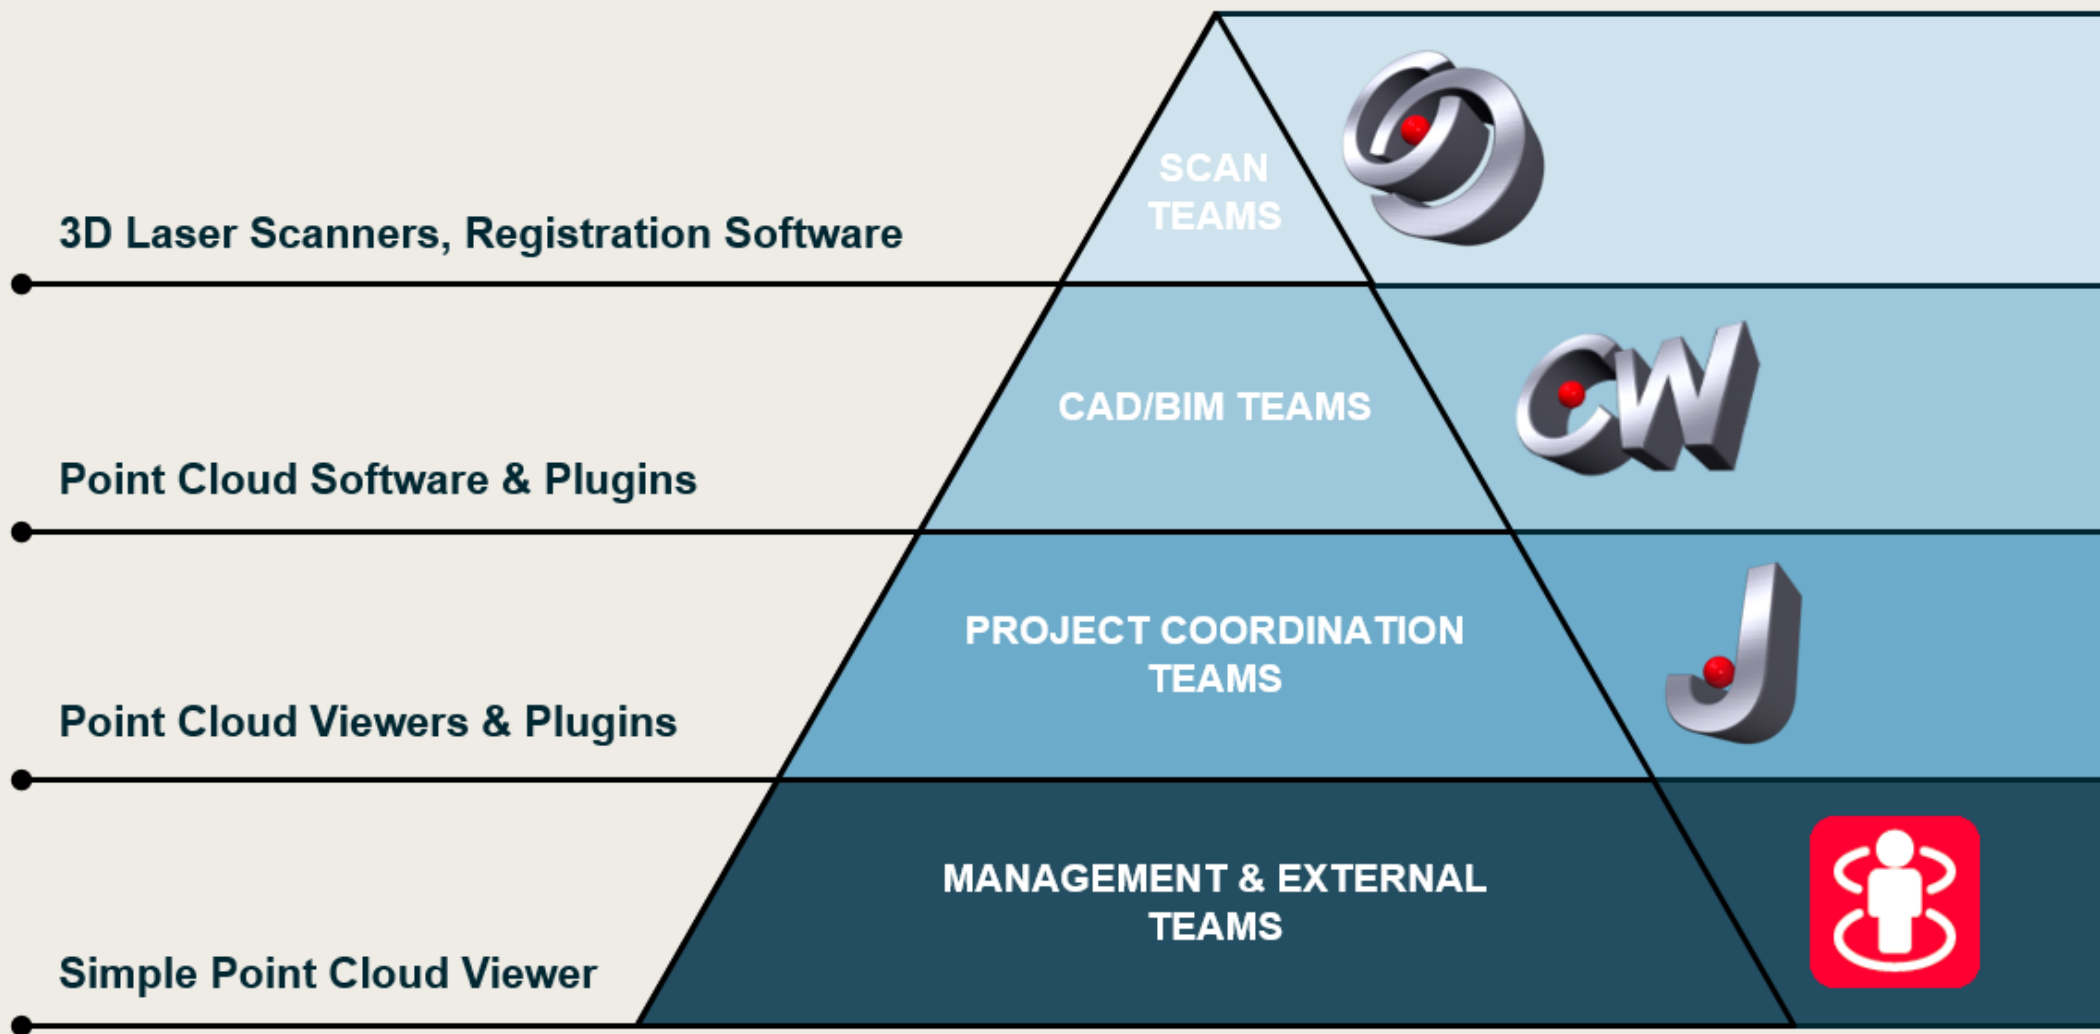 SCAN
TEAMS
3D Laser Scanners, Registration Software
CW
CAD/BIM TEAMS
Point Cloud Software & Plugins
J
PROJECT COORDINATION
TEAMS
Point Cloud Viewers & Plugins
MANAGEMENT & EXTERNAL
TEAMS
Simple Point Cloud Viewer